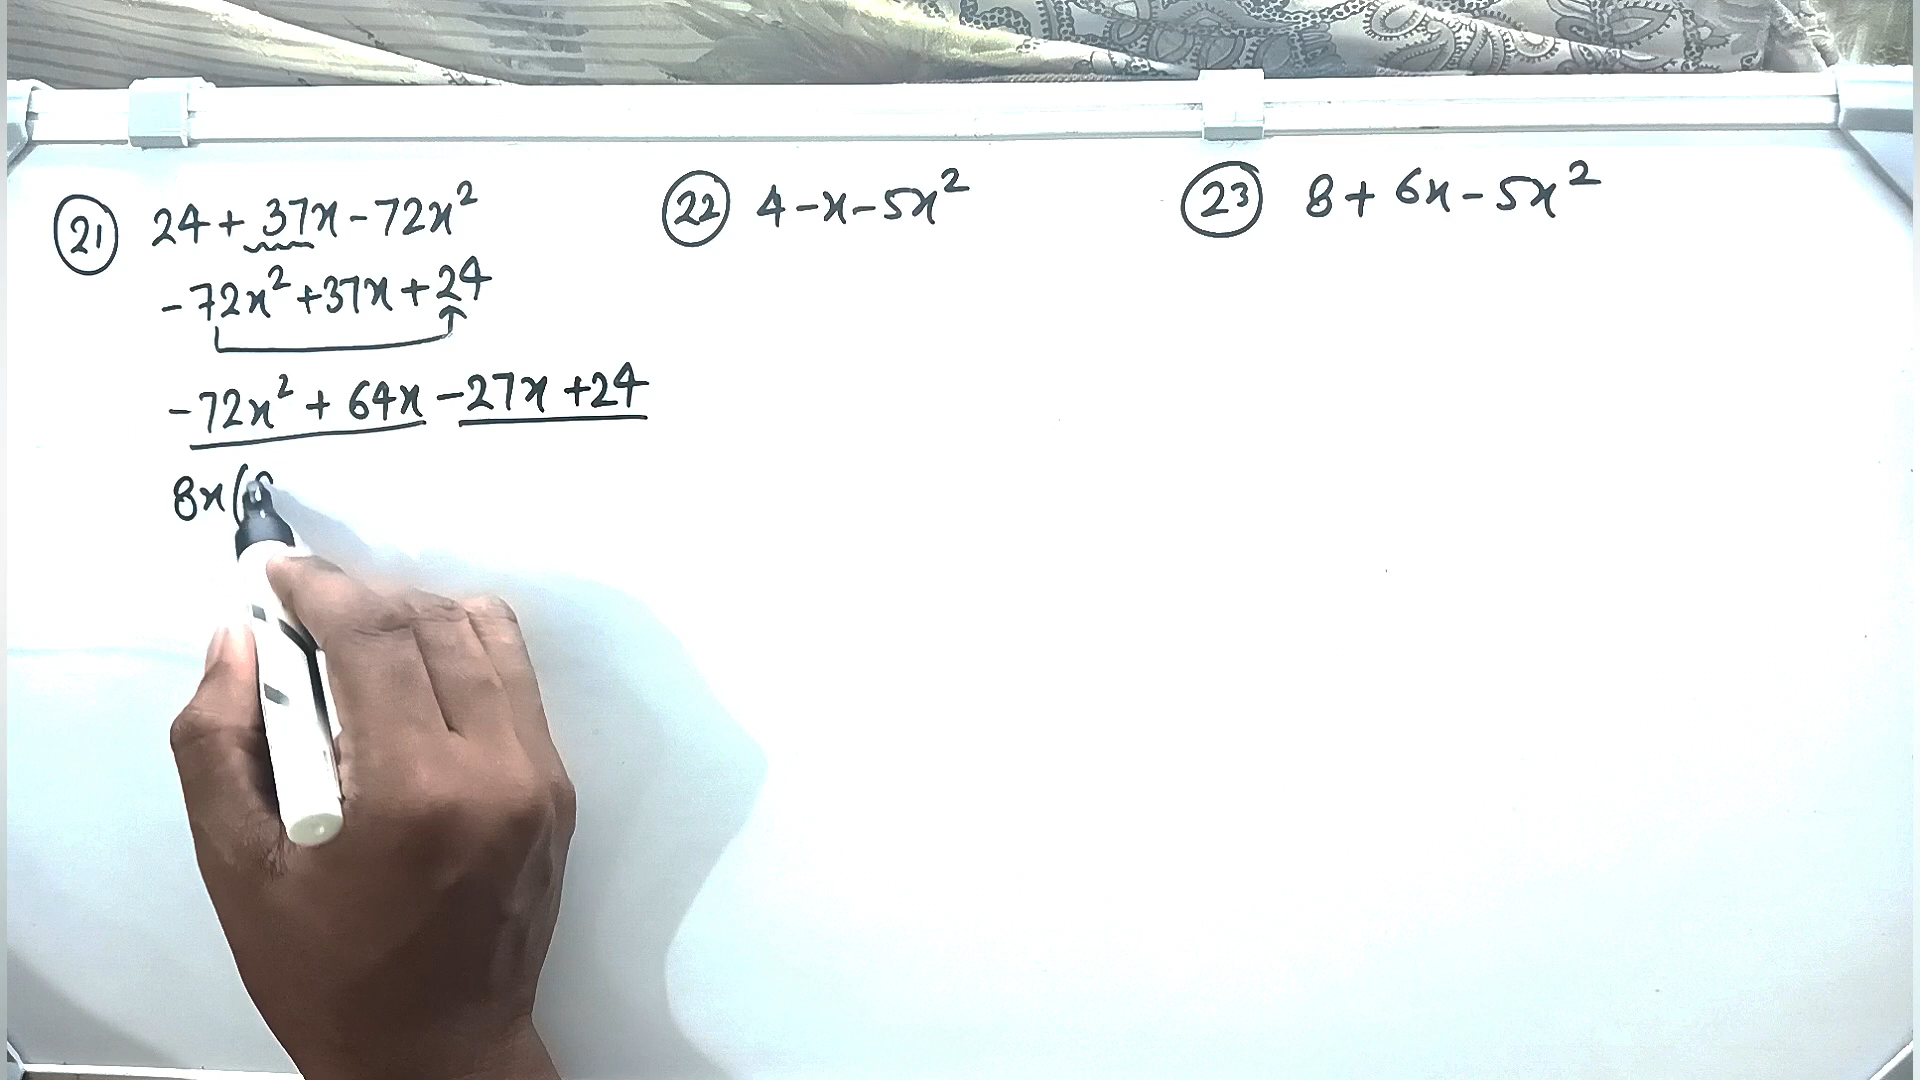 21 24 + 37x - 72x²
-72x² + 37x + 24
-72x² + 64x - 27x + 24
8x(
22 4 - x - 5x²
23 8 + 6x - 5x²